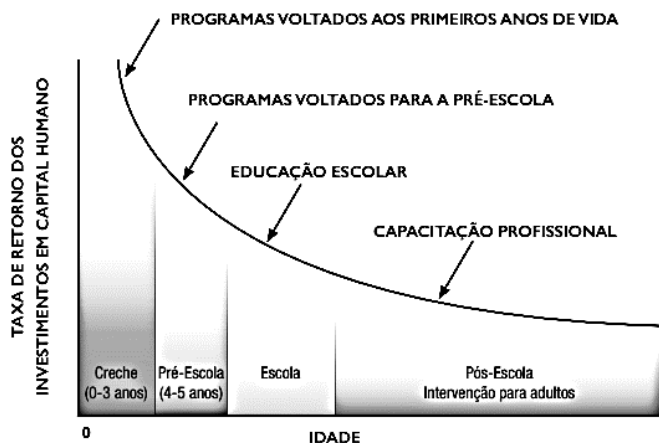 PROGRAMAS VOLTADOS AOS PRIMEIROS ANOS DE VIDA
PROGRAMAS VOLTADOS PARA A PRÉ-ESCOLA
EDUCAÇÃO ESCOLAR
CAPACITAÇÃO PROFISSIONAL
TAXA DE RETORNO DOS
INVESTIMENTOS EM CAPITAL HUMANO
Creche
(0-3 anos)
Pré-Escola
(4-5 anos)
Escola
Pós-Escola
Intervenção para adultos
0
IDADE